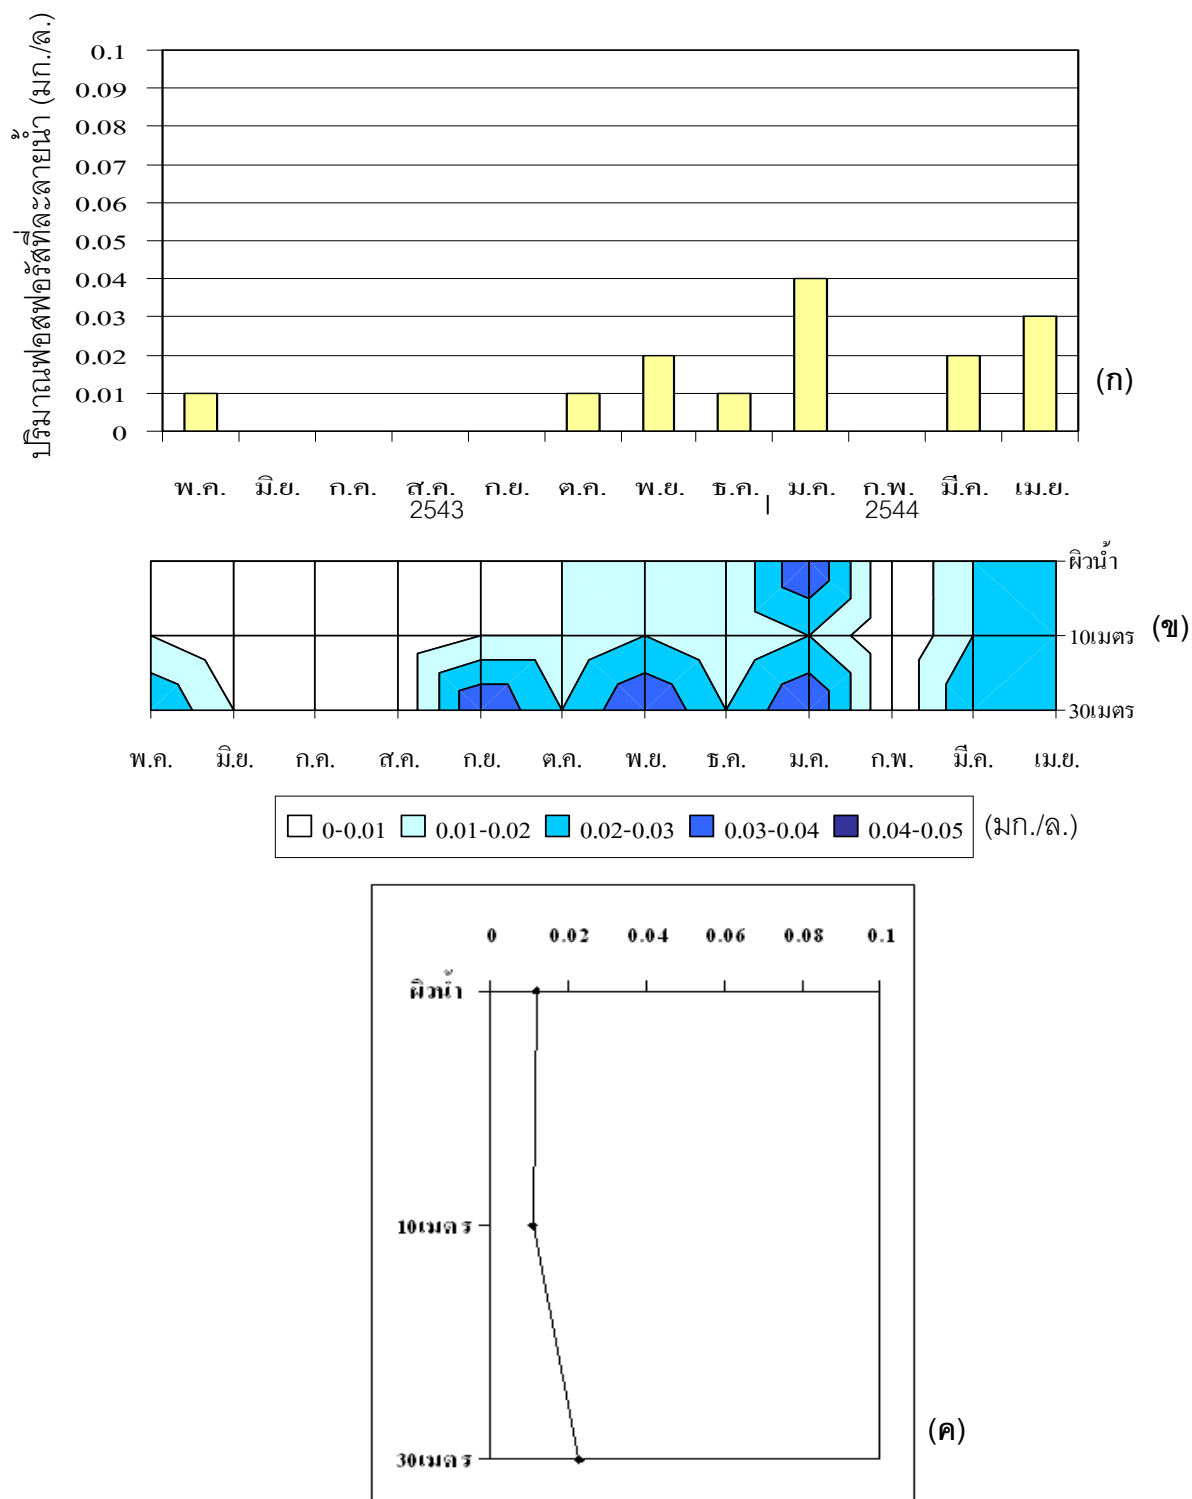 ปริมาณฟอสฟอรัสที่ละลายน้ำ (มก./ล.)
0.1
0.09
0.08
0.07
0.06
0.05
0.04
0.03
0.02
0.01
0
(ก)
พ.ค. มิ.ย. ก.ค. ส.ค. ก.ย. ต.ค. พ.ย. ธ.ค. ม.ค. ก.พ. มี.ค. เม.ย.
2543 2544
ผิวน้ำ
10เมตร
(ข)
30เมตร
พ.ค. มิ.ย. ก.ค. ส.ค. ก.ย. ต.ค. พ.ย. ธ.ค. ม.ค. ก.พ. มี.ค. เม.ย.
0-0.01 0.01-0.02 0.02-0.03 0.03-0.04 0.04-0.05 (มก./ล.)
0 0.02 0.04 0.06 0.08 0.1
ผิวน้ำ
10เมตร
(ค)
30เมตร